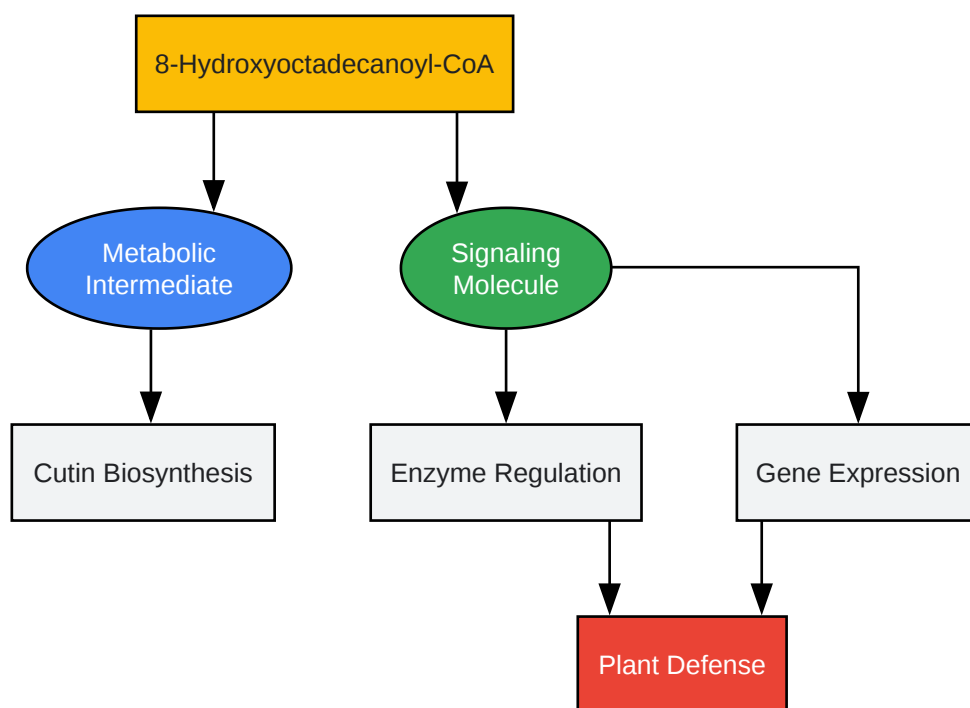 8-Hydroxyoctadecanoyl-CoA
Metabolic
Intermediate
Signaling
Molecule
Cutin Biosynthesis
Enzyme Regulation
Gene Expression
Plant Defense